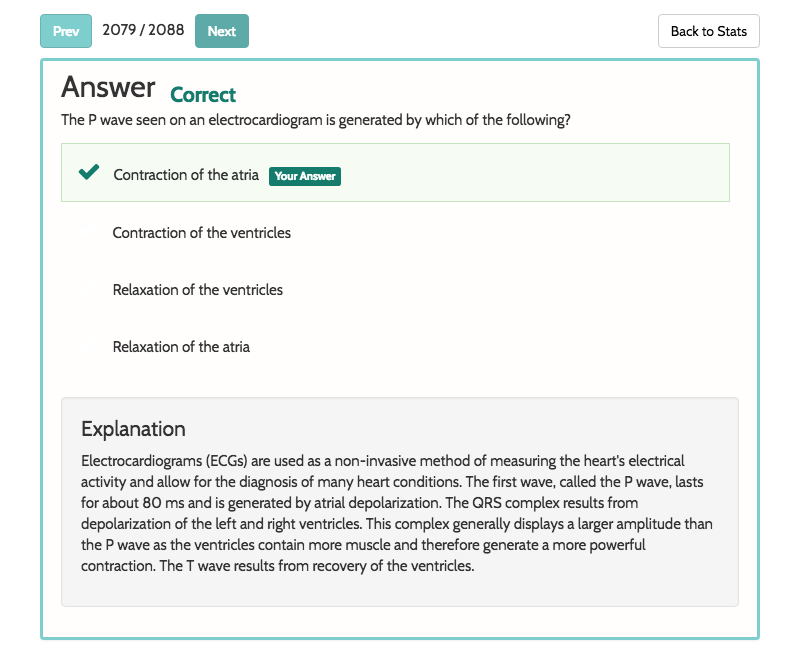 Prev 2079 / 2088 Next Back to Stats
Answer Correct
The P wave seen on an electrocardiogram is generated by which of the following?
Contraction of the atria Your Answer
Contraction of the ventricles
Relaxation of the ventricles
Relaxation of the atria
Explanation
Electrocardiograms (ECGs) are used as a non-invasive method of measuring the heart's electrical
activity and allow for the diagnosis of many heart conditions. The first wave, called the P wave, lasts
for about 80 ms and is generated by atrial depolarization. The QRS complex results from
depolarization of the left and right ventricles. This complex generally displays a larger amplitude than
the P wave as the ventricles contain more muscle and therefore generate a more powerful
contraction. The T wave results from recovery of the ventricles.